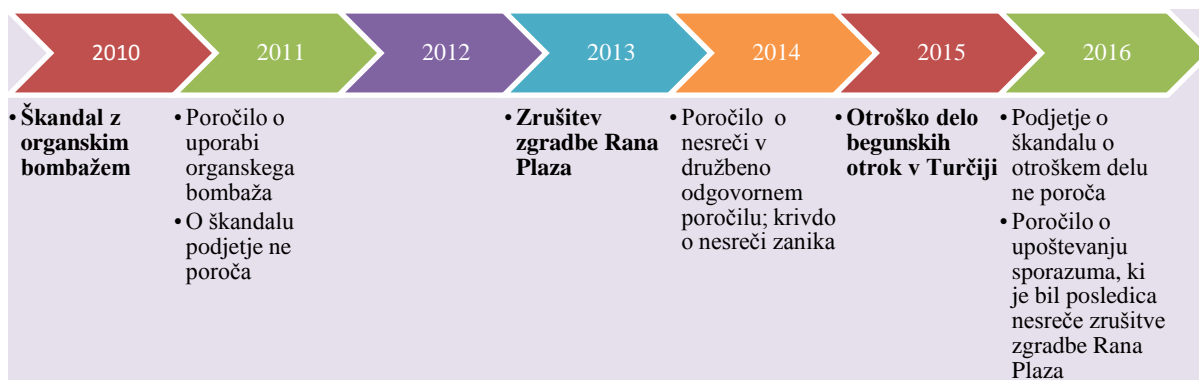 2010
2011
2012
2013
2014
2015
2016
• Škandal z
organskim
bombažem
• Poročilo o
uporabi
organskega
bombaža
• O škandalu
podjetje ne
poroča
• Zrušitev
zgradbe Rana
Plaza
• Poročilo o
nesreči v
družbeno
odgovornem
poročilu; krivdo
o nesreči zanika
• Otroško delo
begunskih
otrok v Turčiji
• Podjetje o
škandalu o
otroškem delu
ne poroča
• Poročilo o
upoštevanju
sporazuma, ki
je bil posledica
nesreče zrušitve
zgradbe Rana
Plaza